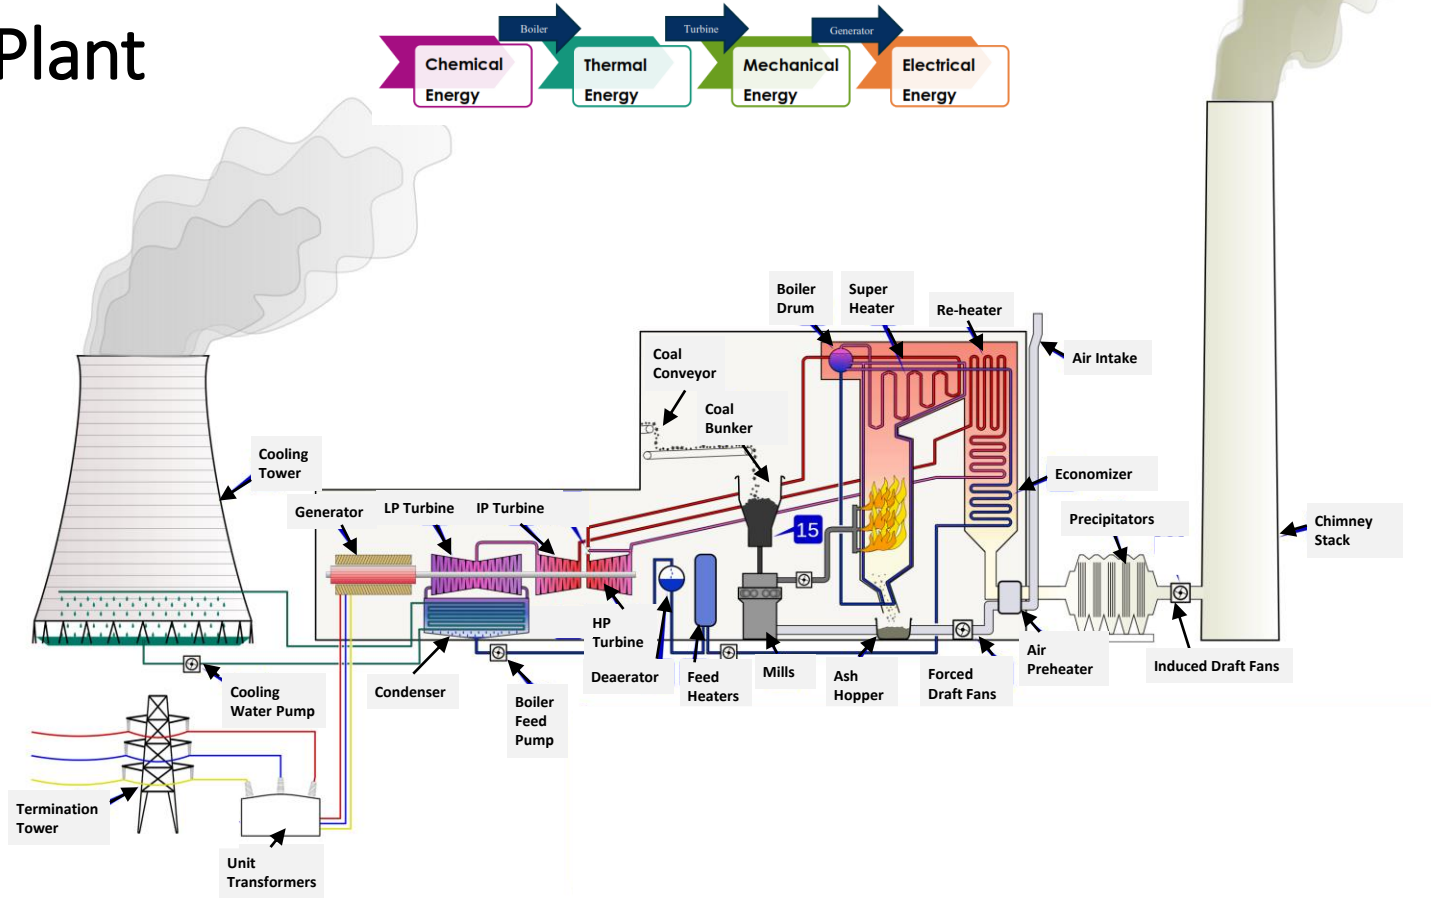 Plant
Boiler
Turbine
Generator
Chemical
Energy
Thermal
Energy
Mechanical
Energy
Electrical
Energy
Boiler
Drum
Super
Heater
Re-heater
Air Intake
Coal
Conveyor
Coal
Bunker
Cooling
Tower
Generator
LP Turbine
IP Turbine
15
Economizer
Precipitators
Chimney
Stack
HP
Turbine
Deaerator
Feed
Heaters
Mills
Ash
Hopper
Forced
Draft Fans
Air
Preheater
Induced Draft Fans
Cooling
Water Pump
Condenser
Boiler
Feed
Pump
Termination
Tower
Unit
Transformers